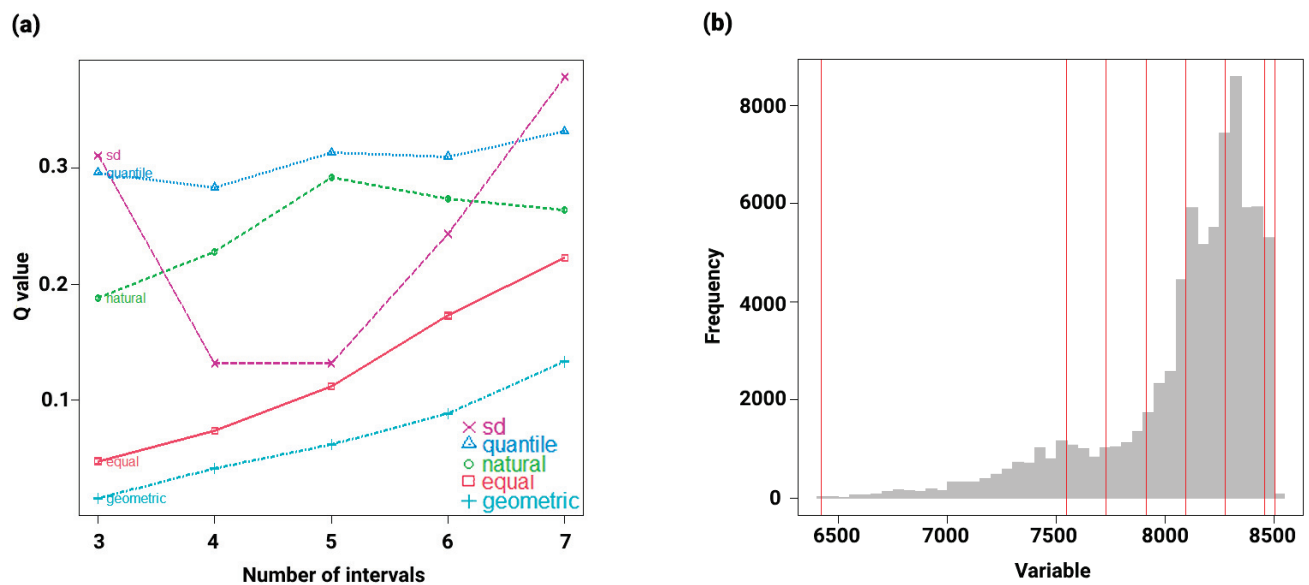 (a)
Q value
0.3
0.2
0.1
sd
quantile
natural
equal
geometric
sd
quantile
natural
equal
geometric
3 4 5 6 7
Number of intervals
(b)
Frequency
8000
6000
4000
2000
0
6500 7000 7500 8000 8500
Variable